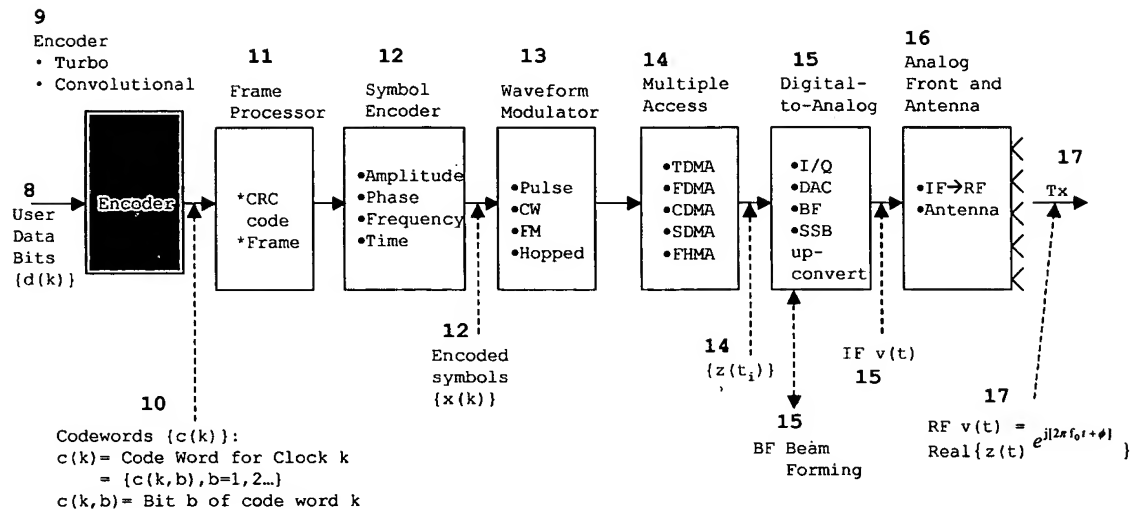 9
Encoder
• Turbo
• Convolutional
11
Frame
Processor
12
Symbol
Encoder
13
Waveform
Modulator
14
Multiple
Access
15
Digital-
to-Analog
16
Analog
Front and
Antenna
8
User
Data
Bits
{d(k)}
Encoder
*CRC
code
*Frame
•Amplitude
•Phase
•Frequency
•Time
•Pulse
•CW
•FM
•Hopped
•TDMA
•FDMA
•CDMA
•SDMA
•FHMA
•I/Q
•DAC
•BF
•SSB
up-
convert
•IF→RF
•Antenna
17
Tx
10
Codewords {c(k)}:
c(k)= Code Word for Clock k
= {c(k,b),b=1,2…}
c(k,b)= Bit b of code word k
12
Encoded
symbols
{x(k)}
14
{z(t_i)}
15
BF Beam
Forming
IF v(t)
15
17
RF v(t) =
Real{z(t) e^{j[2π f_0 t + ϕ]} }